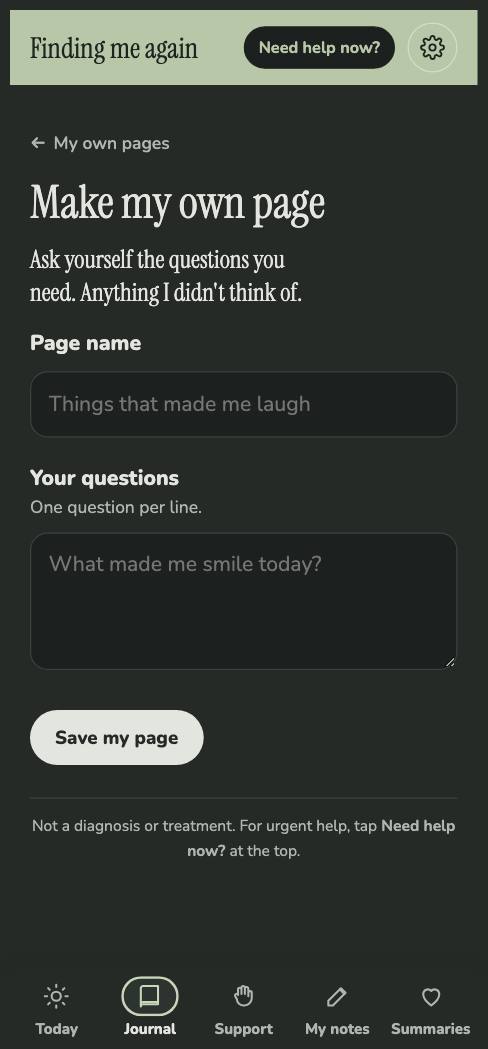 Finding me again
Need help now?
My own pages
Make my own page
Ask yourself the questions you
need. Anything I didn't think of.
Page name
Things that made me laugh
Your questions
One question per line.
What made me smile today?
Save my page
Not a diagnosis or treatment. For urgent help, tap Need help
now? at the top.
Today
Journal
Support
My notes
Summaries